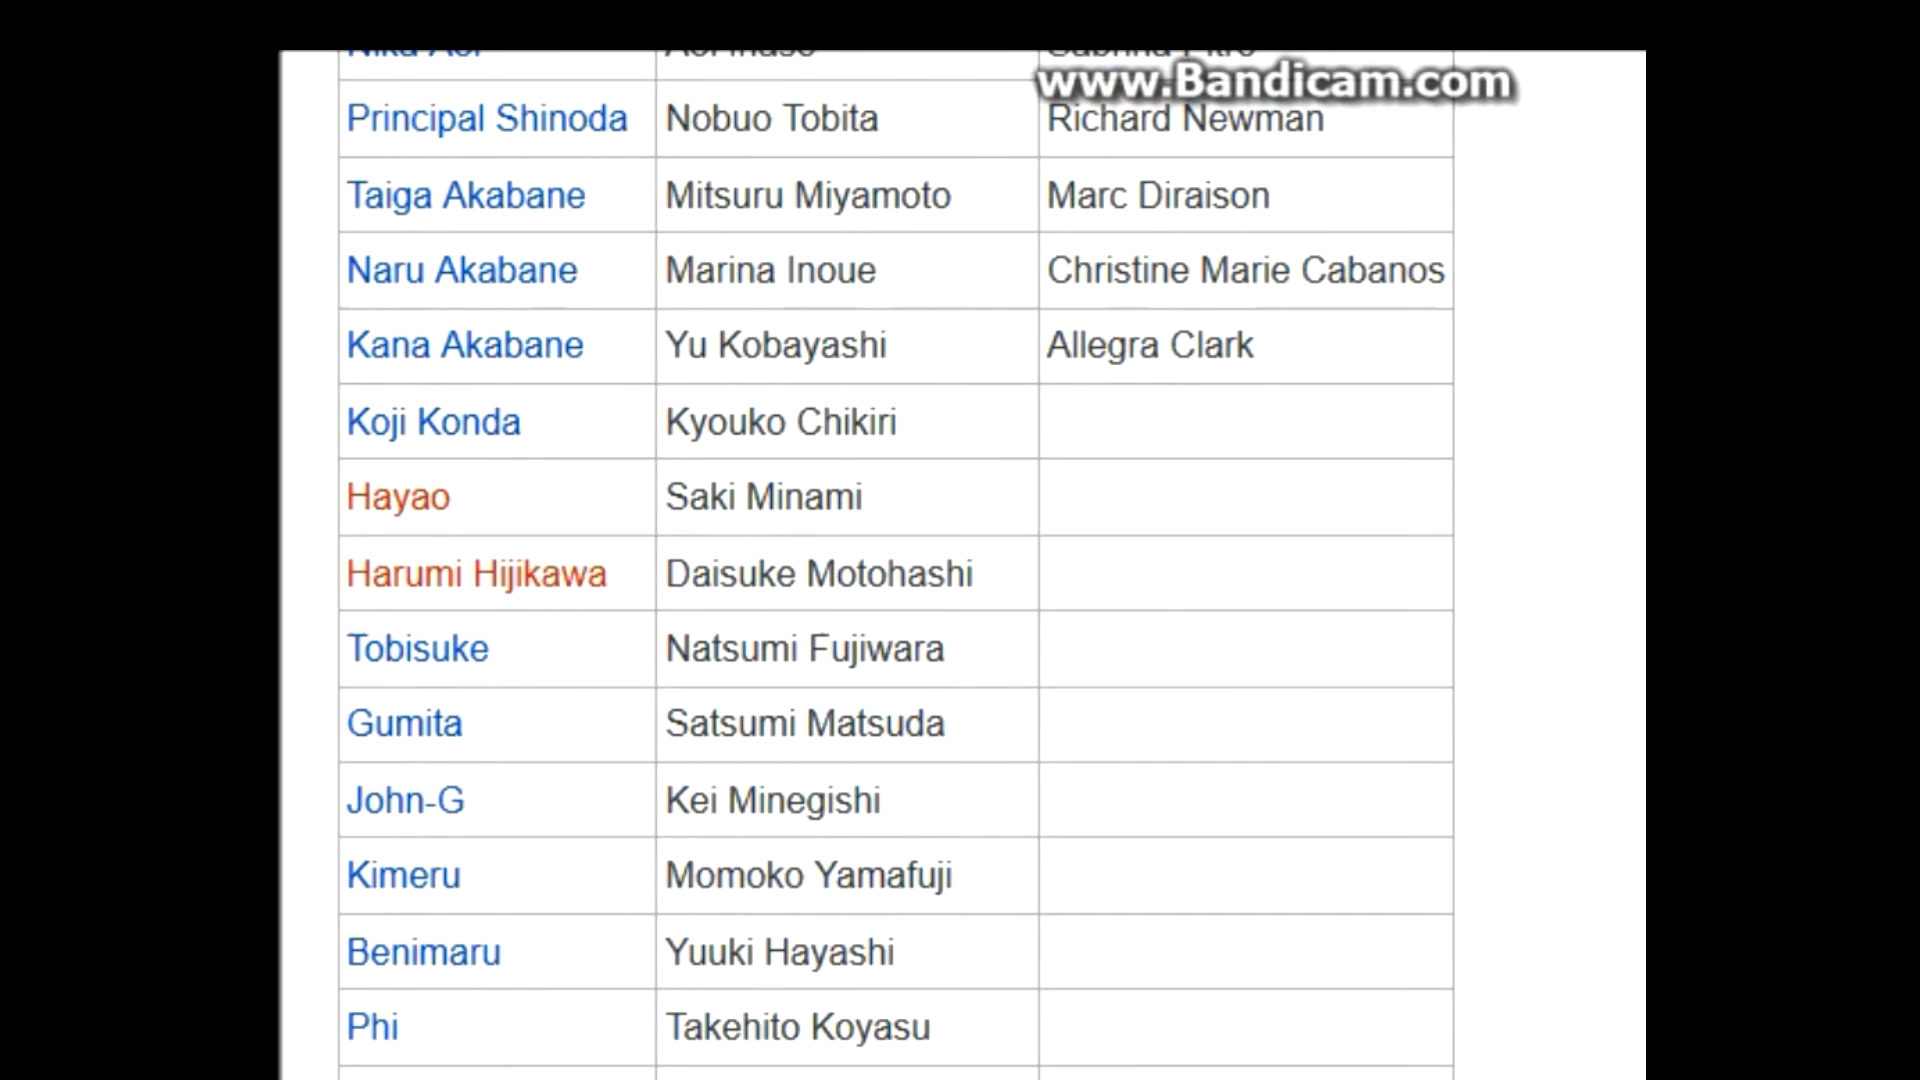 www.Bandicam.com
Principal Shinoda Nobuo Tobita Richard Newman
Taiga Akabane Mitsuru Miyamoto Marc Diraison
Naru Akabane Marina Inoue Christine Marie Cabanos
Kana Akabane Yu Kobayashi Allegra Clark
Koji Konda Kyouko Chikiri
Hayao Saki Minami
Harumi Hijikawa Daisuke Motohashi
Tobisuke Natsumi Fujiwara
Gumita Satsumi Matsuda
John-G Kei Minegishi
Kimeru Momoko Yamafuji
Benimaru Yuuki Hayashi
Phi Takehito Koyasu